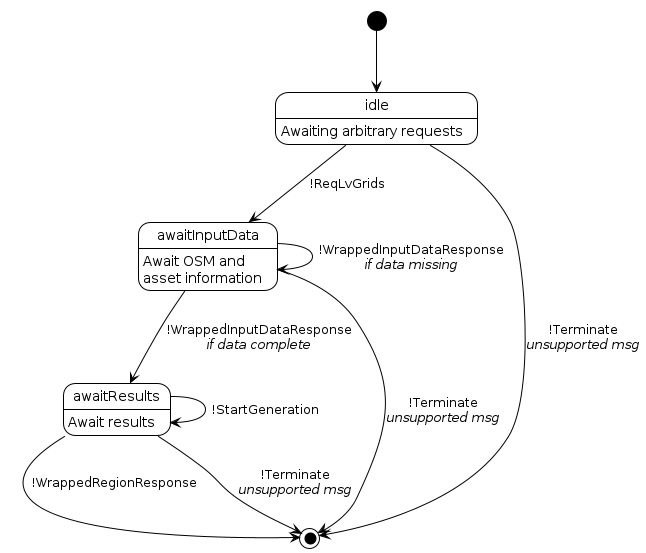 idle
Awaiting arbitrary requests
!ReqLvGrids
awaitInputData
Await OSM and
asset information
!WrappedInputDataResponse
if data missing
!WrappedInputDataResponse
if data complete
!Terminate
unsupported msg
awaitResults
Await results
!StartGeneration
!Terminate
unsupported msg
!WrappedRegionResponse
!Terminate
unsupported msg